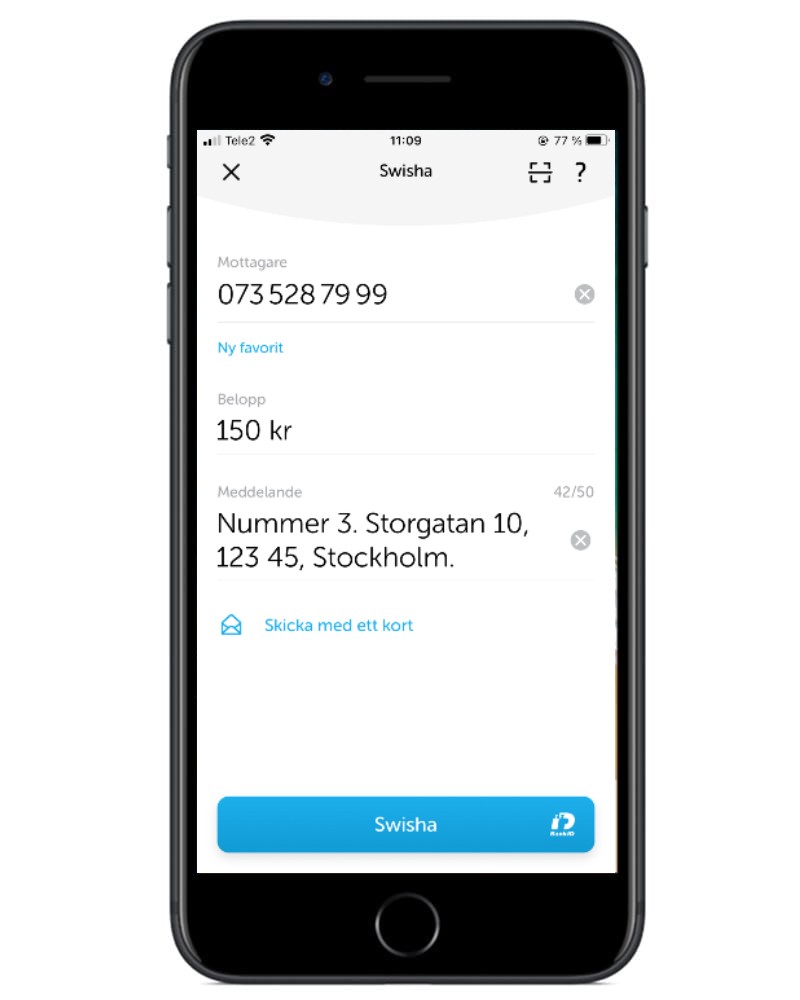 Tele2 11:09 77 %
Swisha ?
Mottagare
073 528 79 99
Ny favorit
Belopp
150 kr
Meddelande 42/50
Nummer 3. Storgatan 10,
123 45, Stockholm.
Skicka med ett kort
Swisha
BankID